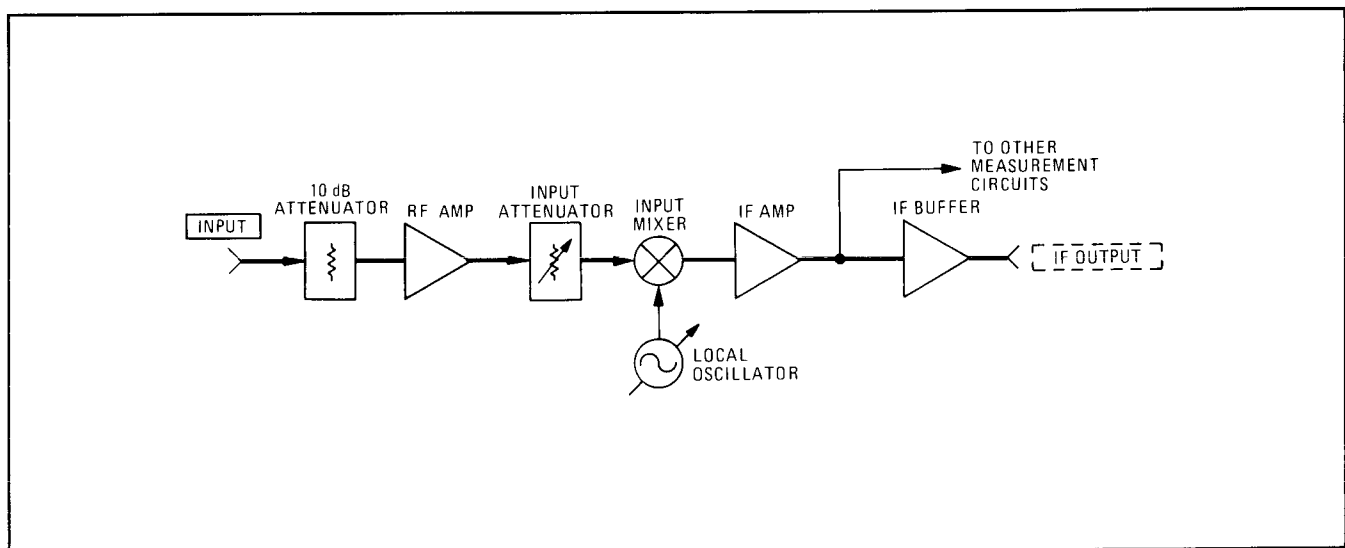 INPUT
10 dB
ATTENUATOR
RF AMP
INPUT
ATTENUATOR
INPUT
MIXER
LOCAL
OSCILLATOR
IF AMP
TO OTHER
MEASUREMENT
CIRCUITS
IF BUFFER
IF OUTPUT